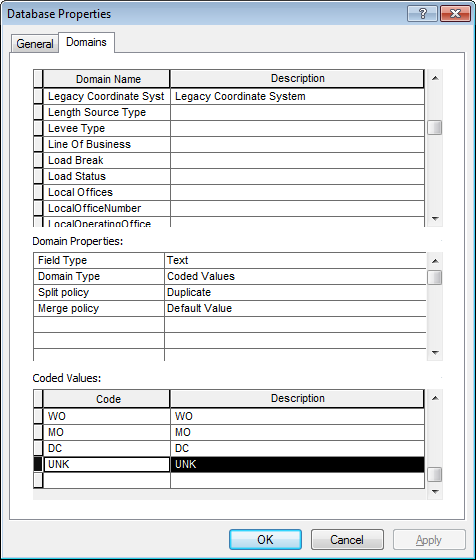 Database Properties
General Domains
Domain Name Description
Legacy Coordinate Syst Legacy Coordinate System
Length Source Type
Levee Type
Line Of Business
Load Break
Load Status
Local Offices
LocalOfficeNumber
LocalOperatingOffice
Domain Properties:
Field Type Text
Domain Type Coded Values
Split policy Duplicate
Merge policy Default Value
Coded Values:
Code Description
WO WO
MO MO
DC DC
UNK UNK
OK Cancel Apply